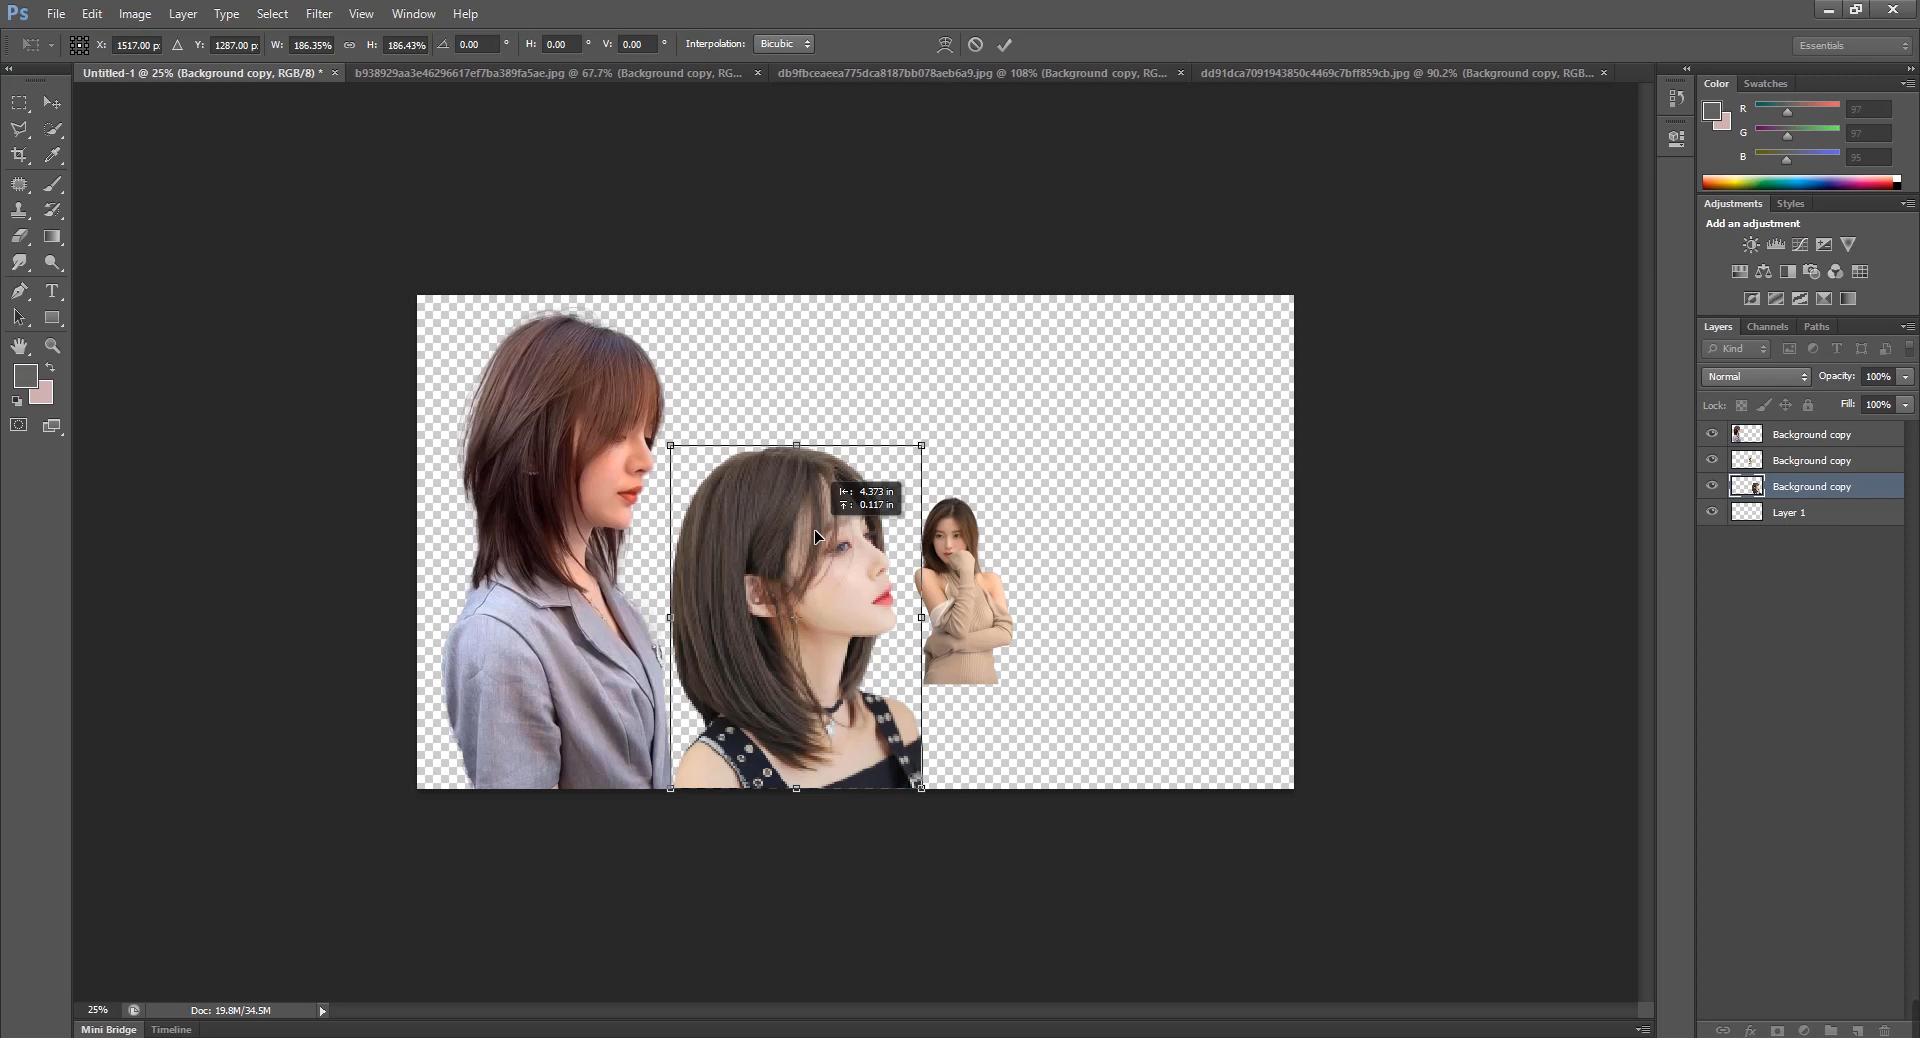 Ps File Edit Image Layer Type Select Filter View Window Help
X: 1517.00 p: Y: 1287.00 p: W: 186.35% H: 186.43% 0.00 ° H: 0.00 ° V: 0.00 ° Interpolation: Bicubic Essentials
Untitled-1 @ 25% (Background copy, RGB/8) * × b938929aa3e46296617ef7ba389fa5ae.jpg @ 67.7% (Background copy, RG... × db9fbceaeea775dca8187bb078aeb6a9.jpg @ 108% (Background copy, RG... × dd91dca7091943850c4469c7bff859cb.jpg @ 90.2% (Background copy, RGB... ×
Color Swatches
R 97
G 97
B 95
Adjustments Styles
Add an adjustment
Layers Channels Paths
Kind
Normal Opacity: 100%
Lock: Fill: 100%
Background copy
Background copy
Background copy
Layer 1
4.373 in
0.117 in
25% Doc: 19.8M/34.5M
Mini Bridge Timeline